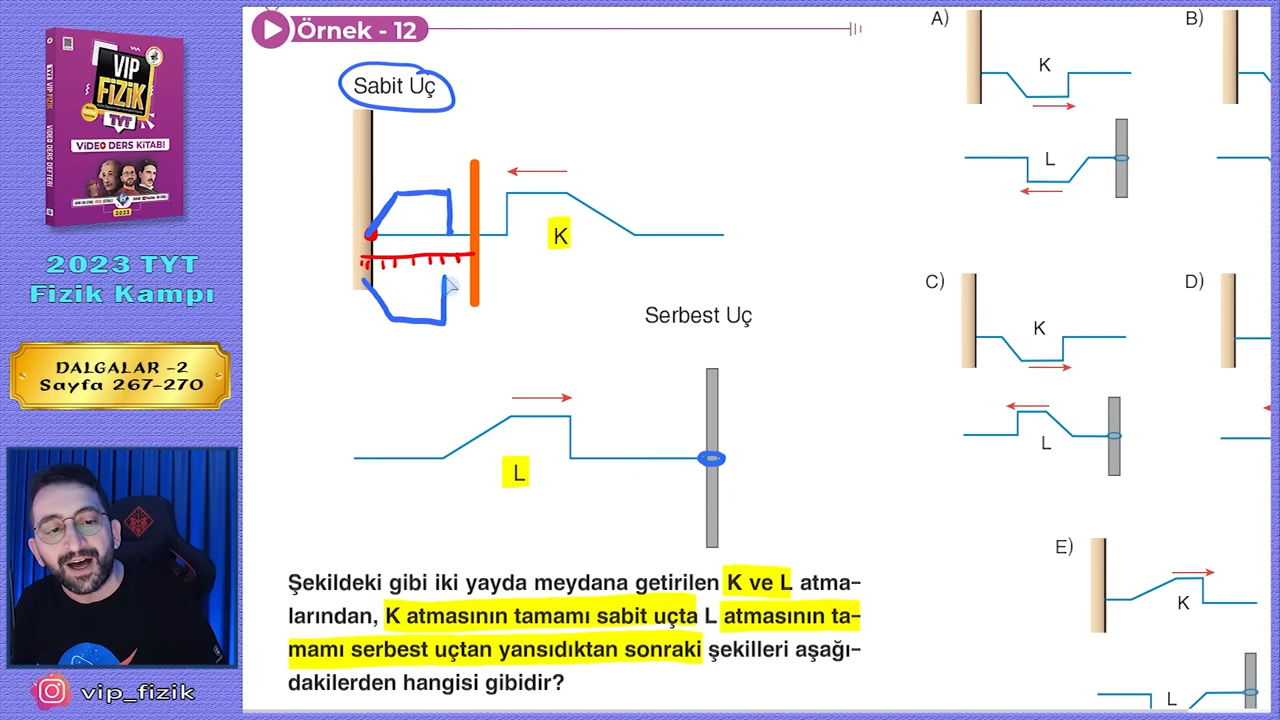 Örnek - 12
Sabit Uç
K
Serbest Uç
L
Şekildeki gibi iki yayda meydana getirilen K ve L atma–
larından, K atmasının tamamı sabit uçta L atmasının ta–
mamı serbest uçtan yansıdıktan sonraki şekilleri aşağı–
dakilerden hangisi gibidir?
A)
K
L
B)
C)
K
L
D)
E)
K
L
VIP
FİZİK
TYT
VİDEO DERS KİTABI
2023
2023 TYT
Fizik Kampı
DALGALAR -2
Sayfa 267-270
vip_fizik